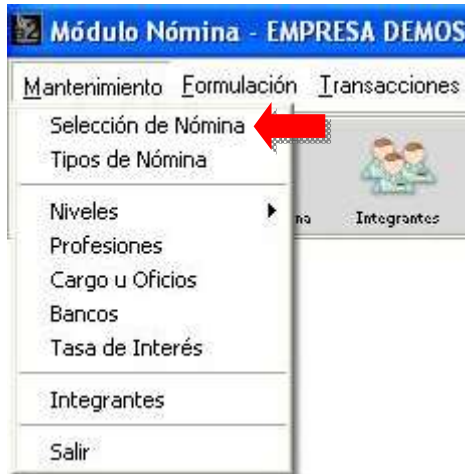 Módulo Nómina - EMPRESA DEMOS
Mantenimiento Formulación Transacciones
Selección de Nómina
Tipos de Nómina
Niveles
na Integrantes
Profesiones
Cargo u Oficios
Bancos
Tasa de Interés
Integrantes
Salir